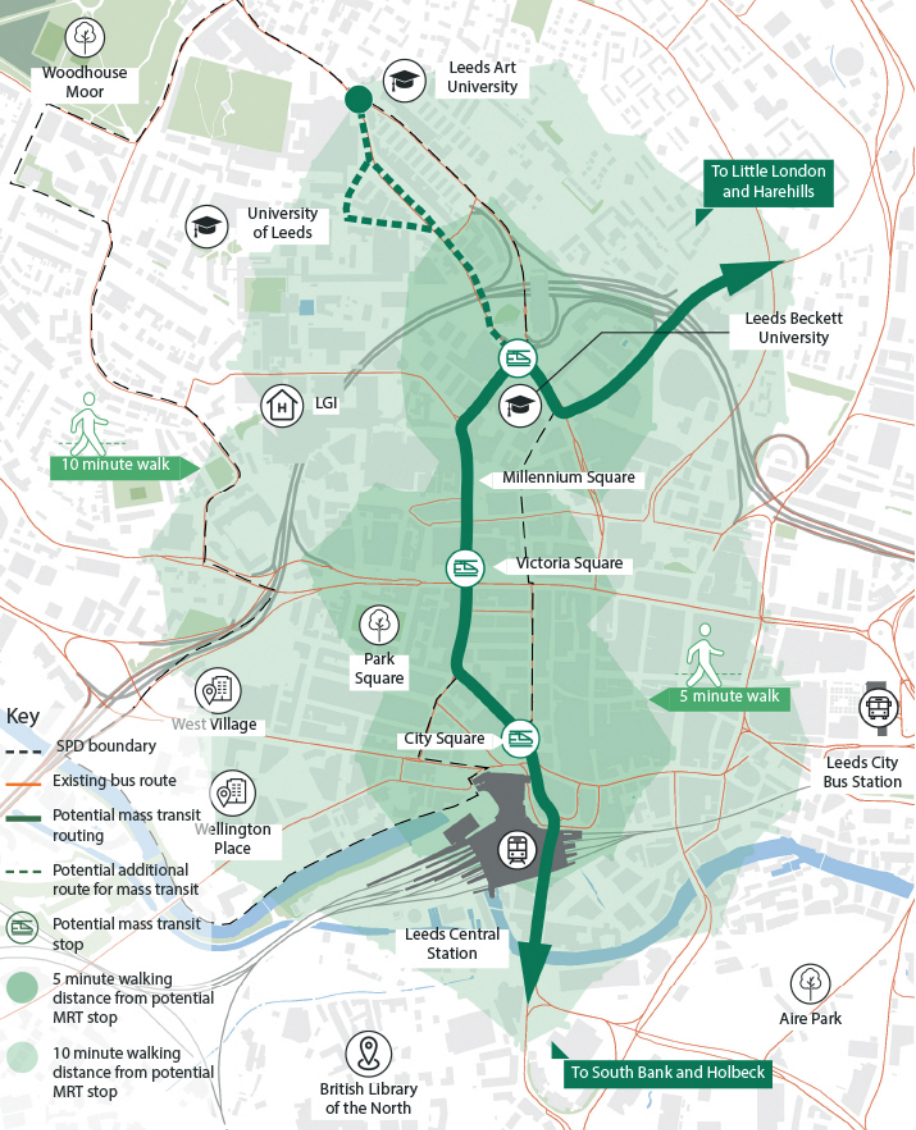 Woodhouse
Moor
Leeds Art
University
To Little London
and Harehills
University
of Leeds
Leeds Beckett
University
H
LGI
10 minute walk
Millennium Square
Victoria Square
Park
Square
5 minute walk
West Village
City Square
Leeds City
Bus Station
Wellington
Place
Leeds Central
Station
Aire Park
To South Bank and Holbeck
British Library
of the North
Key
SPD boundary
Existing bus route
Potential mass transit
routing
Potential additional
route for mass transit
Potential mass transit
stop
5 minute walking
distance from potential
MRT stop
10 minute walking
distance from potential
MRT stop